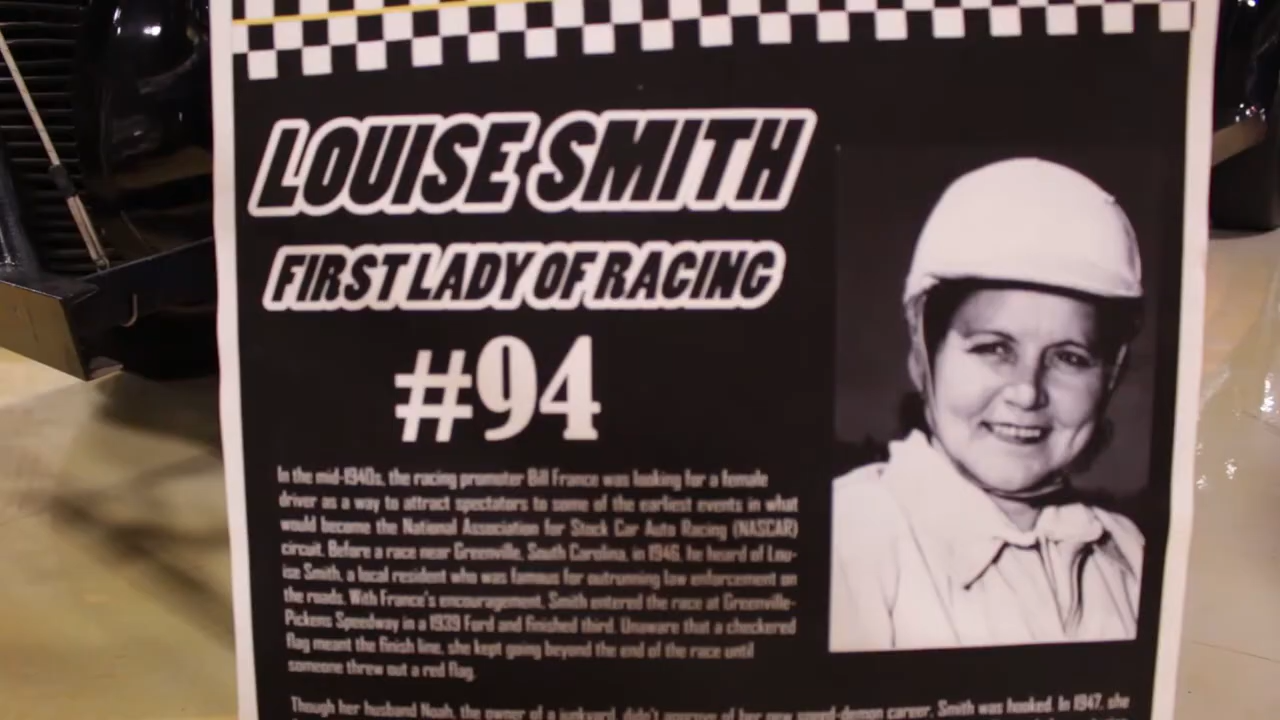 LOUISE SMITH
FIRST LADY OF RACING
#94
In the mid-1940s, the racing promoter Bill France was looking for a female
driver as a way to attract spectators to some of the earliest events in what
would become the National Association for Stock Car Auto Racing (NASCAR)
circuit. Before a race near Greenville, South Carolina, in 1946, he heard of Lou-
ise Smith, a local resident who was famous for outrunning law enforcement on
the roads. With France's encouragement, Smith entered the race at Greenville-
Pickens Speedway in a 1939 Ford and finished third. Unaware that a checkered
flag meant the finish line, she kept going beyond the end of the race until
someone threw out a red flag.
Though her husband Noah, the owner of a junkyard, didn't approve of her new speed-demon career, Smith was hooked. In 1947, she